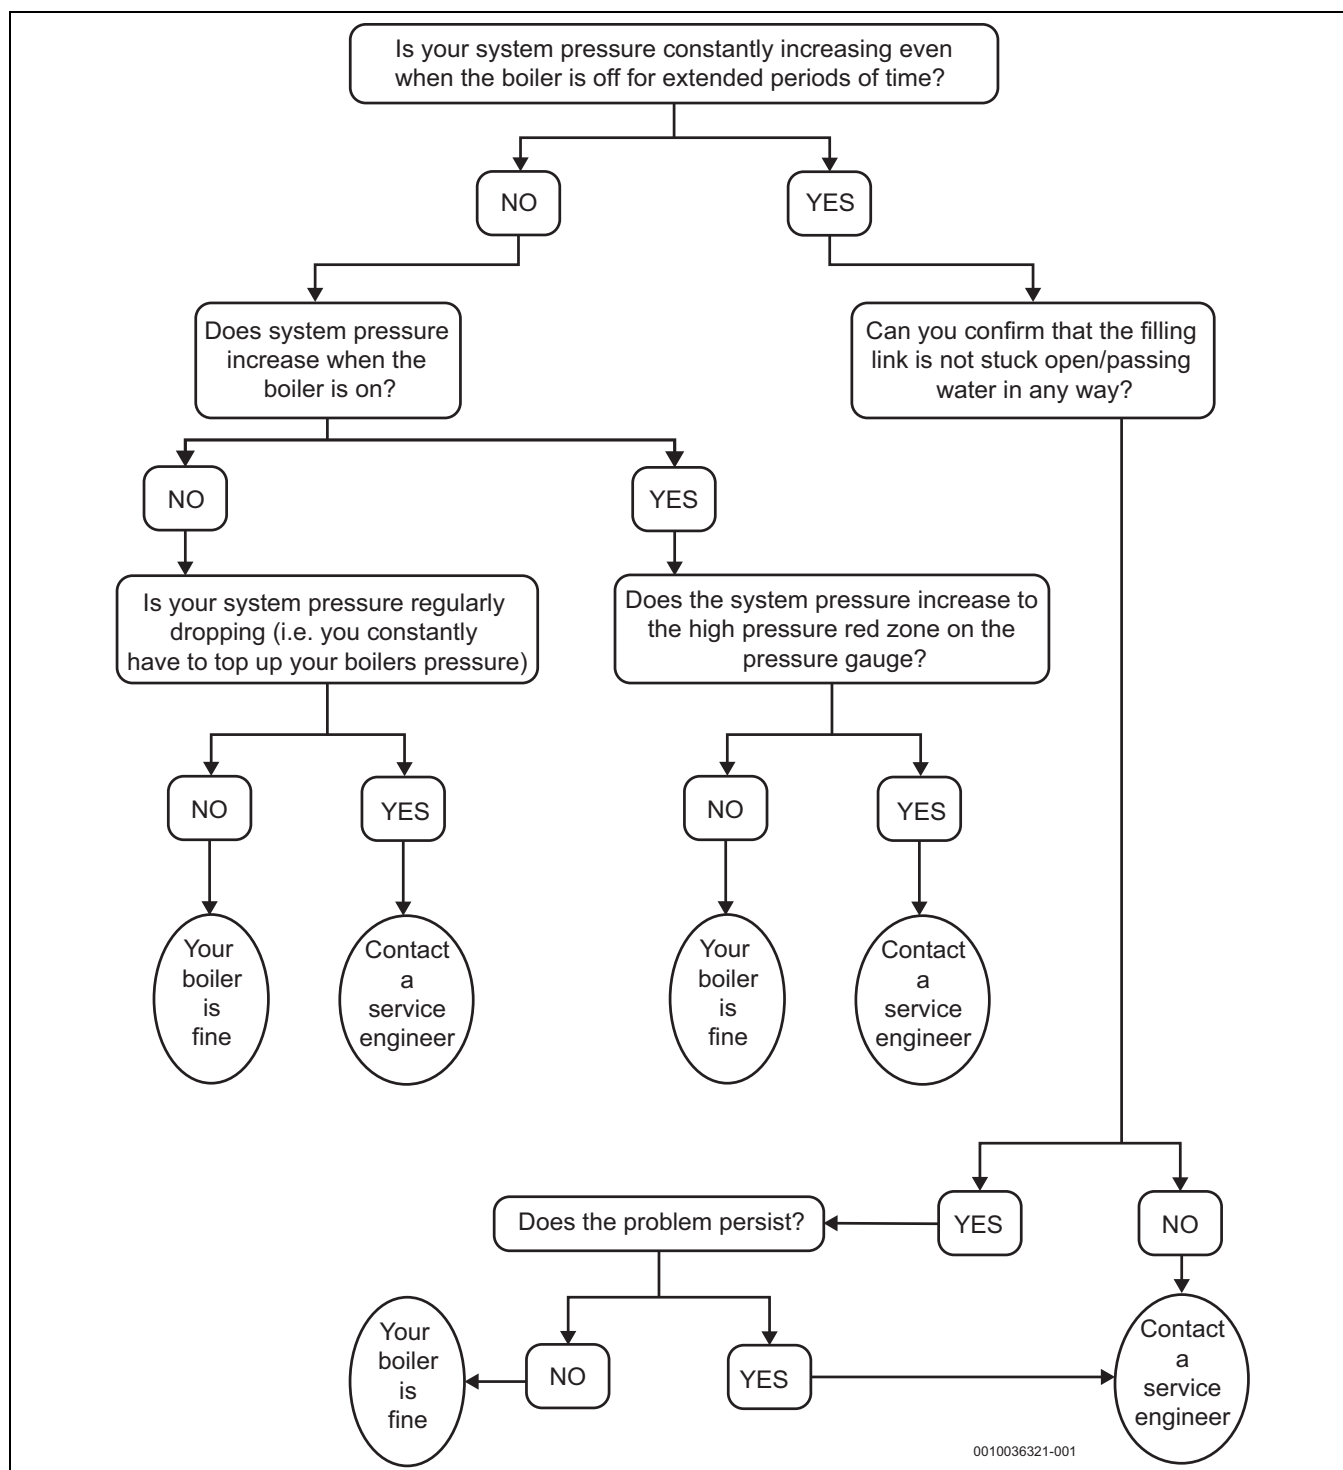 Is your system pressure constantly increasing even
when the boiler is off for extended periods of time?
NO
YES
Does system pressure
increase when the
boiler is on?
Can you confirm that the filling
link is not stuck open/passing
water in any way?
NO
YES
Is your system pressure regularly
dropping (i.e. you constantly
have to top up your boilers pressure)
Does the system pressure increase to
the high pressure red zone on the
pressure gauge?
NO
YES
NO
YES
Your
boiler
is
fine
Contact
a
service
engineer
Your
boiler
is
fine
Contact
a
service
engineer
Does the problem persist?
YES
NO
Your
boiler
is
fine
NO
YES
Contact
a
service
engineer
0010036321-001